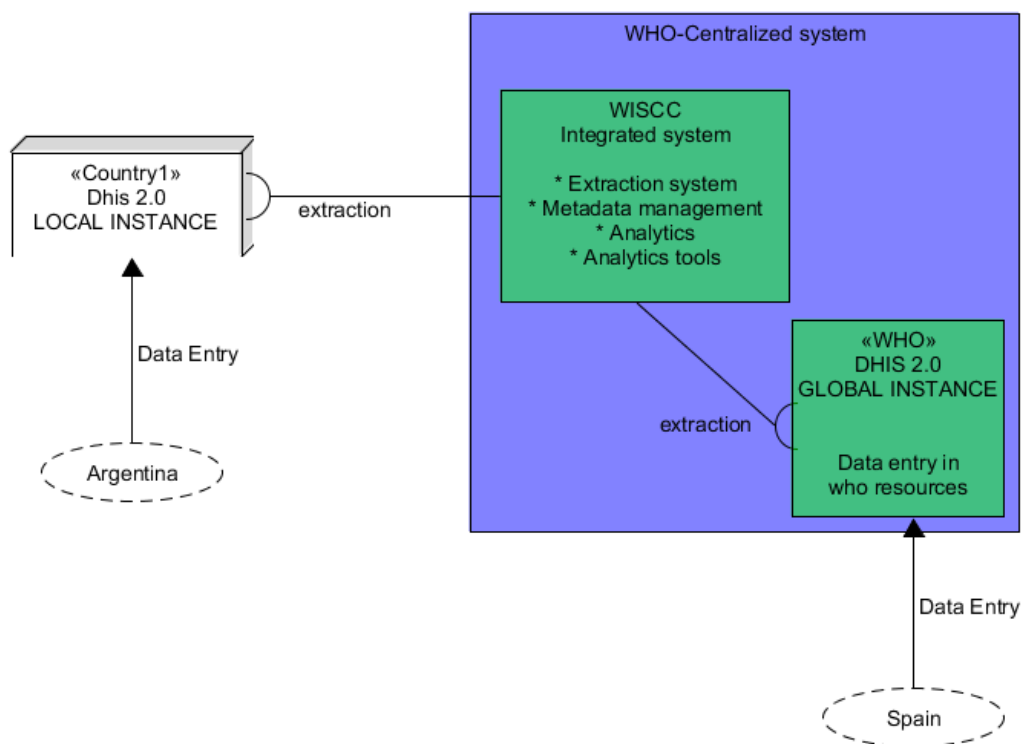 WHO-Centralized system
WISCC
Integrated system
* Extraction system
* Metadada management
* Analytics
* Analytics tools
«Country1»
Dhis 2.0
LOCAL INSTANCE
extraction
«WHO»
DHIS 2.0
GLOBAL INSTANCE
Data entry in
who resources
extraction
Data Entry
Argentina
Data Entry
Spain